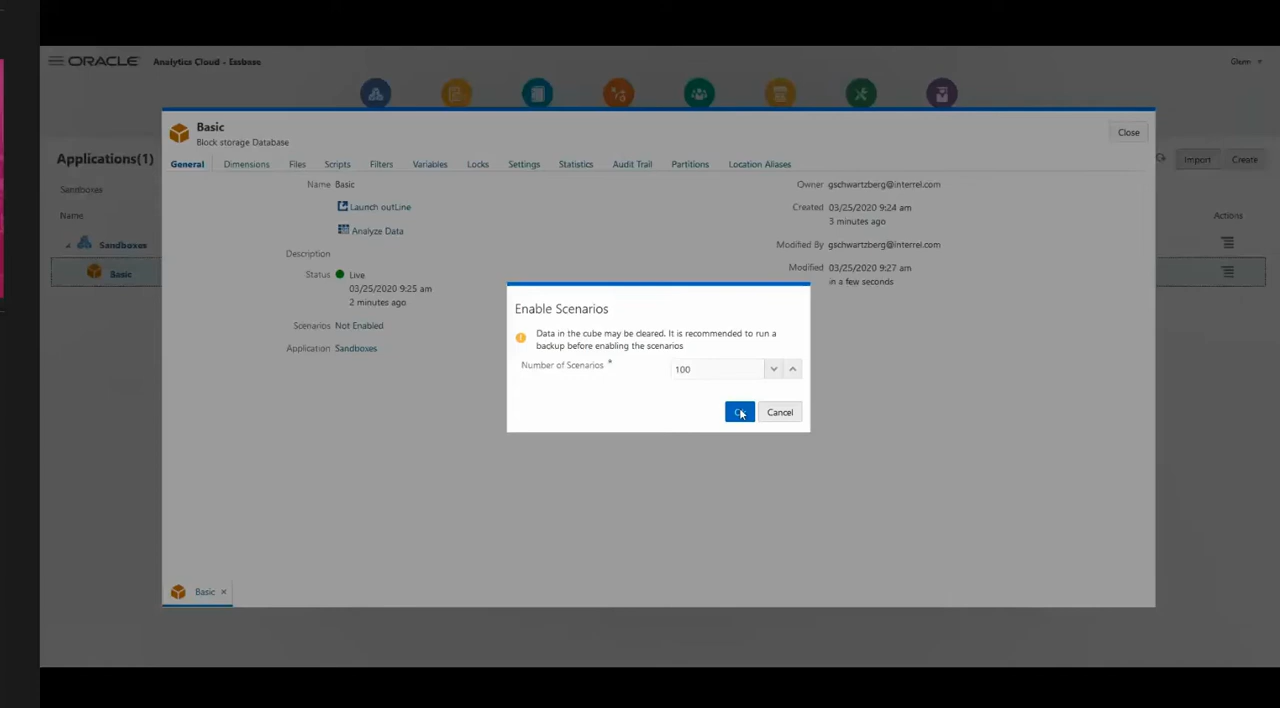 ORACLE Analytics Cloud - Essbase
Glenn
Basic
Block storage Database
Close
General Dimensions Files Scripts Filters Variables Locks Settings Statistics Audit Trail Partitions Location Aliases
Applications(1)
Import Create
Sandboxes
Name
Actions
Sandboxes
Basic
Name Basic
Launch outLine
Analyze Data
Description
Status Live
03/25/2020 9:25 am
2 minutes ago
Scenarios Not Enabled
Application Sandboxes
Owner gschwartzberg@interrel.com
Created 03/25/2020 9:24 am
3 minutes ago
Modified By gschwartzberg@interrel.com
Modified 03/25/2020 9:27 am
in a few seconds
Enable Scenarios
Data in the cube may be cleared. It is recommended to run a
backup before enabling the scenarios
Number of Scenarios * 100
Cancel
Basic ×